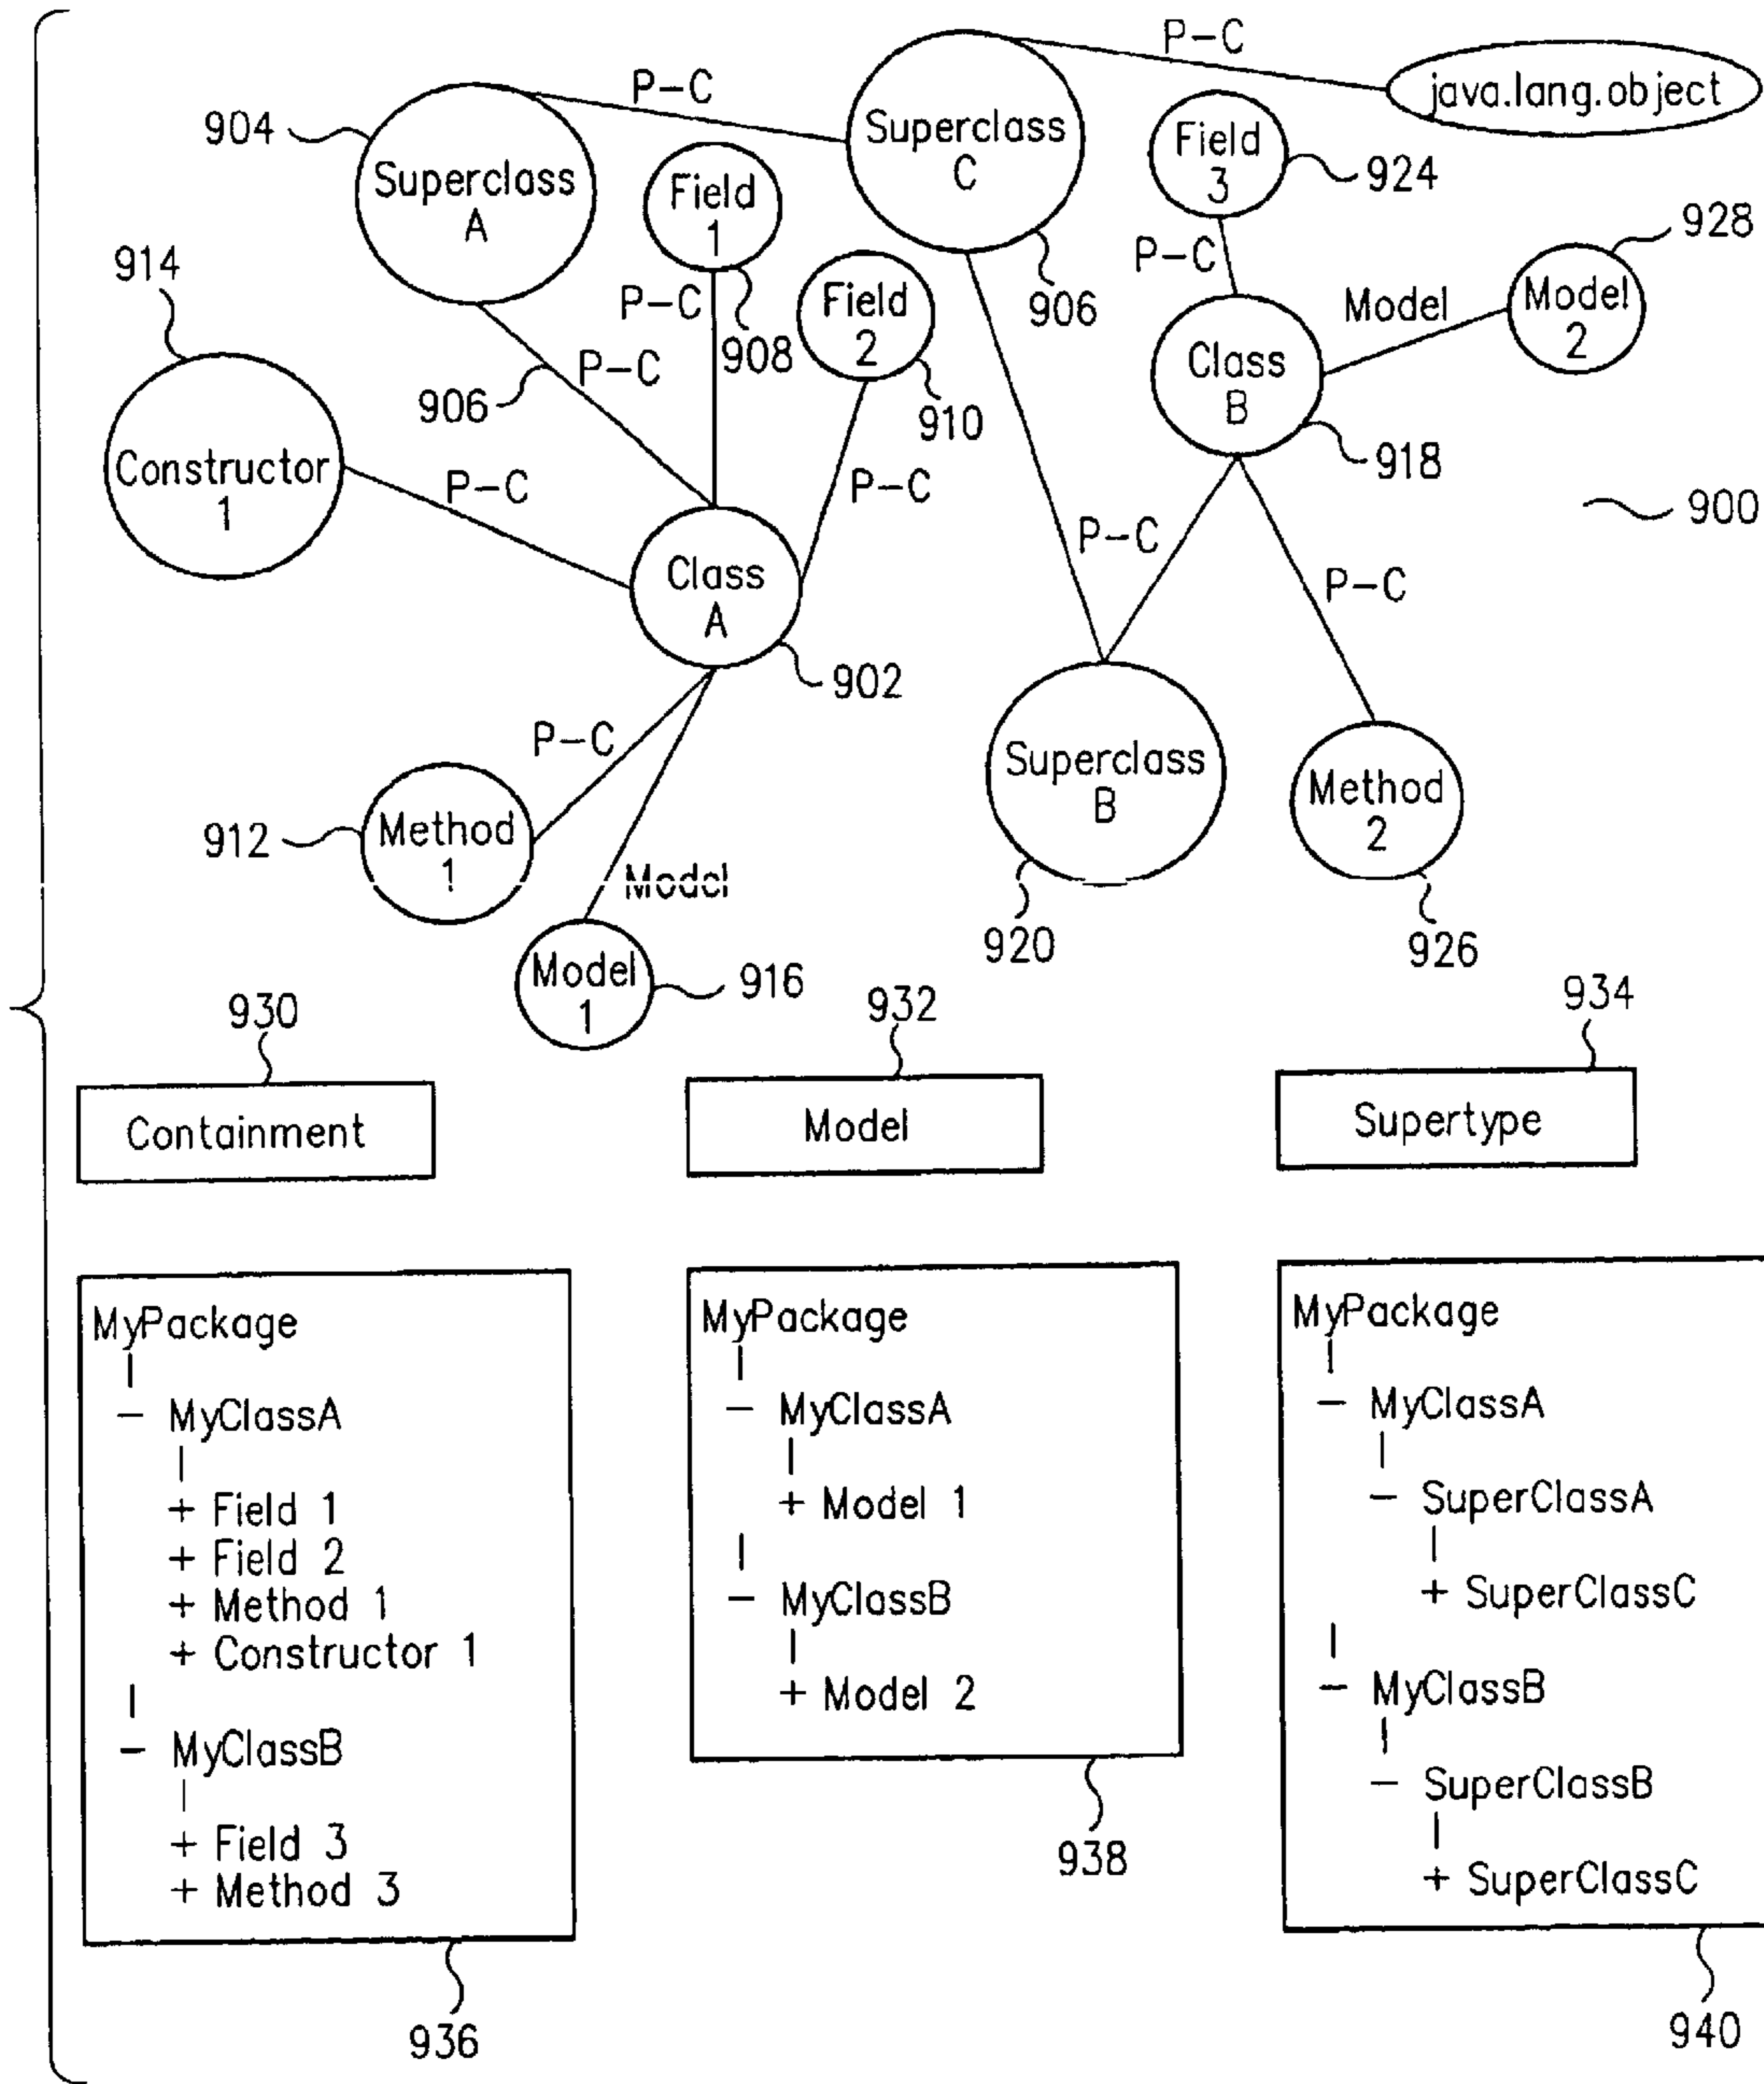 P-C
java.lang.object
P-C
904
Superclass
A
Field
1
Superclass
C
Field
3
924
914
P-C
908
Field
2
910
906
P-C
Model
Model
2
928
P-C
906
Class
B
918
Constructor
1
P-C
P-C
P-C
P-C
900
Class
A
902
P-C
Superclass
B
920
Method
2
926
912
Method
1
Model
Model
1
916
930
932
934
Containment
Model
Supertype
MyPackage
|
- MyClassA
|
+ Field 1
+ Field 2
+ Method 1
+ Constructor 1
|
- MyClassB
|
+ Field 3
+ Method 3
936
MyPackage
|
- MyClassA
|
+ Model 1
|
- MyClassB
|
+ Model 2
938
MyPackage
|
- MyClassA
|
- SuperClassA
|
+ SuperClassC
|
- MyClassB
|
- SuperClassB
|
+ SuperClassC
940